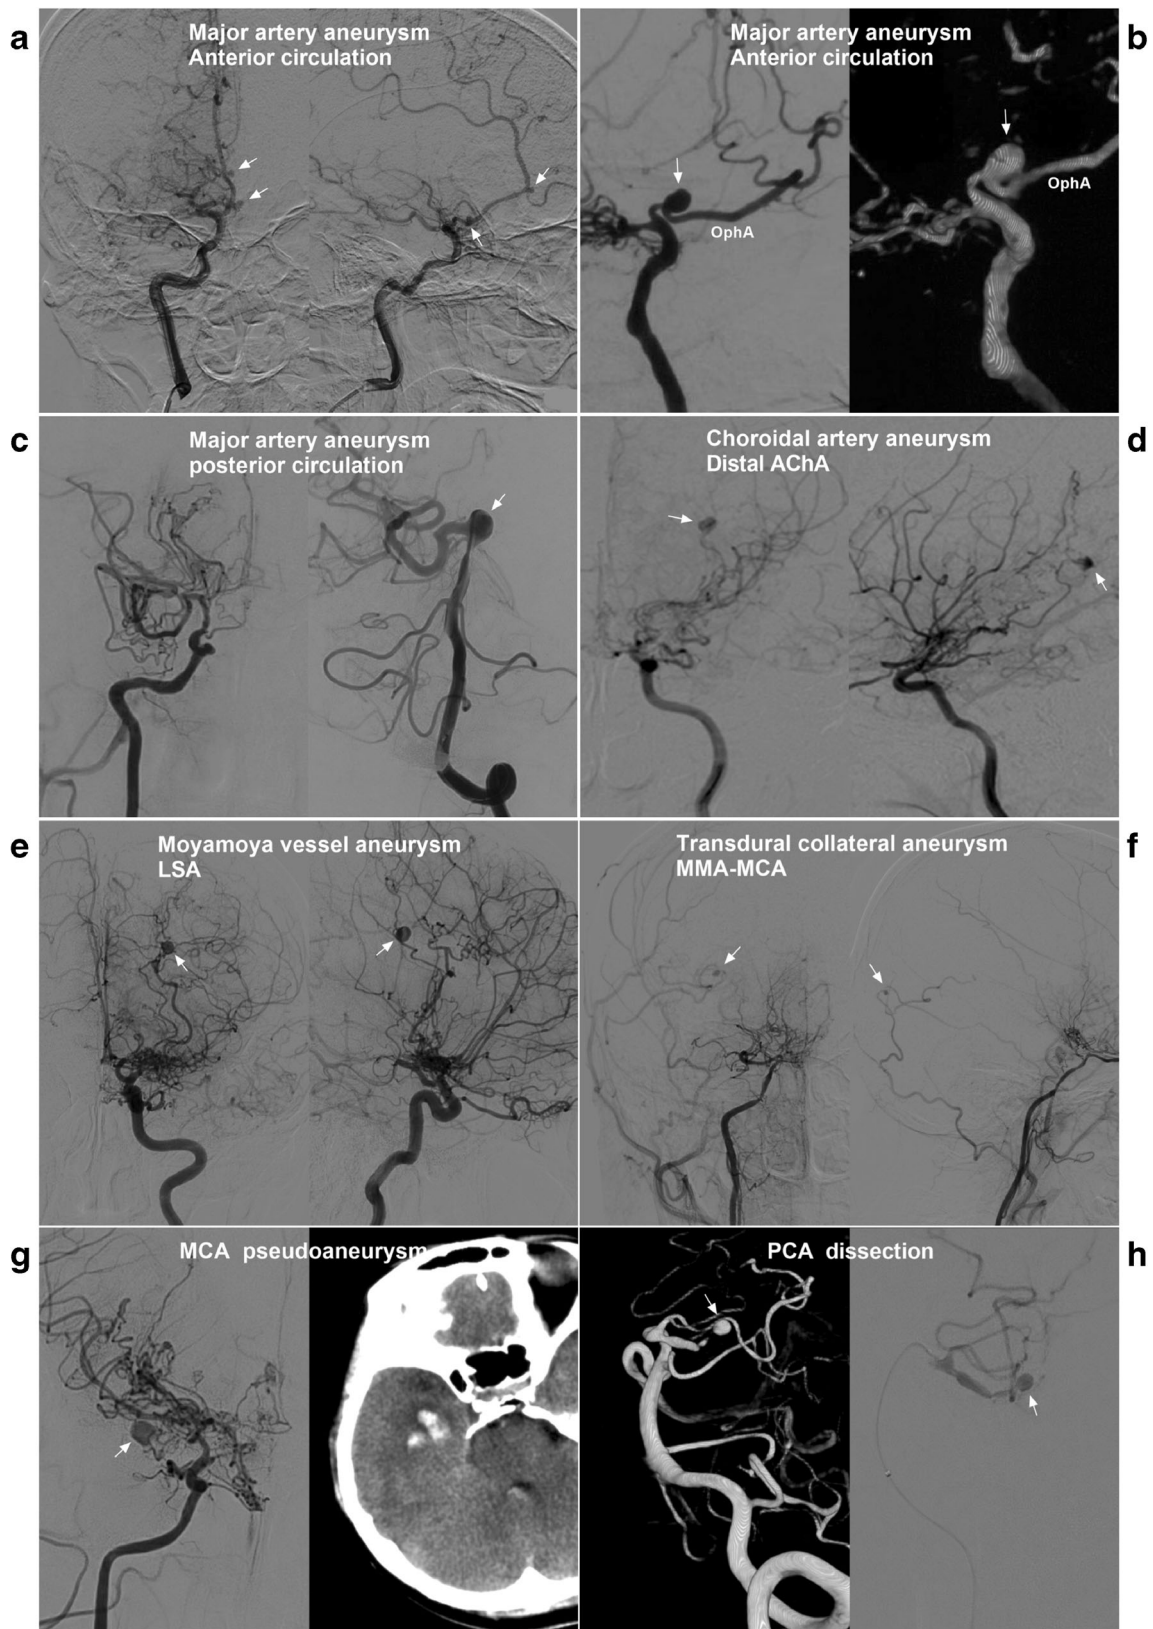 a
Major artery aneurysm
Anterior circulation
Major artery aneurysm
Anterior circulation
b
OphA
OphA
c
Major artery aneurysm
posterior circulation
Choroidal artery aneurysm
Distal AChA
d
e
Moyamoya vessel aneurysm
LSA
Transdural collateral aneurysm
MMA-MCA
f
g
MCA pseudoaneurysm
PCA dissection
h